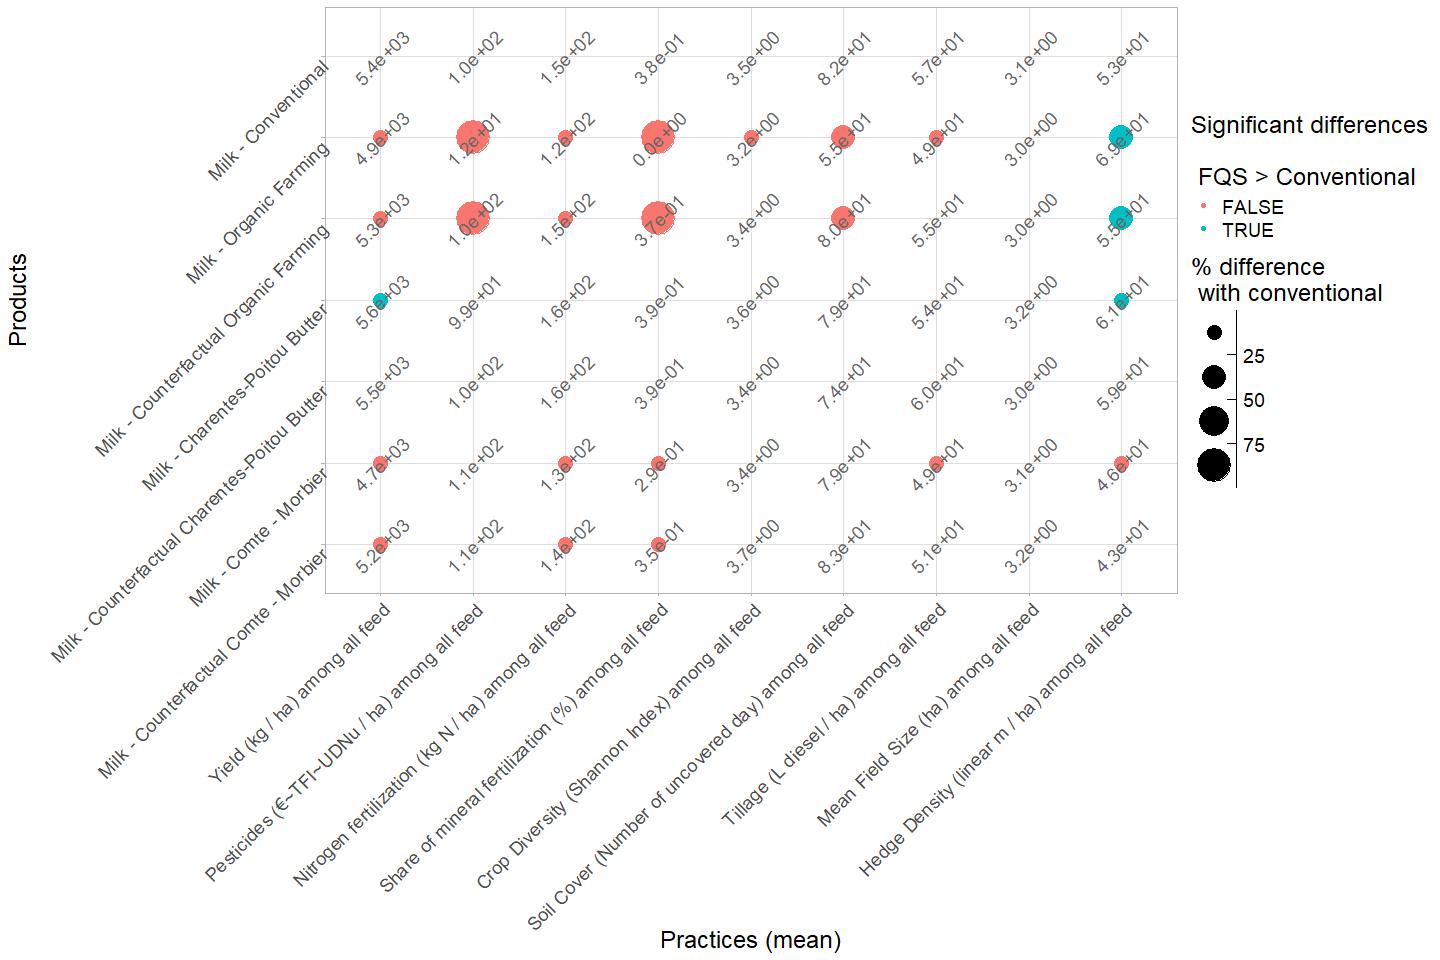 Products
Milk - Conventional
5.4e+03 1.0e+02 1.5e+02 3.8e-01 3.5e+00 8.2e+01 5.7e+01 3.1e+00 5.3e+01
Milk - Organic Farming
4.9e+03 1.2e+01 1.2e+02 0.0e+00 3.2e+00 5.5e+01 4.9e+01 3.0e+00 6.9e+01
Milk - Counterfactual Organic Farming
5.3e+03 1.0e+02 1.5e+02 3.7e-01 3.4e+00 8.0e+01 5.5e+01 3.0e+00 5.5e+01
Milk - Charentes-Poitou Butter
5.6e+03 9.9e+01 1.6e+02 3.9e-01 3.6e+00 7.9e+01 5.4e+01 3.2e+00 6.1e+01
Milk - Counterfactual Charentes-Poitou Butter
5.5e+03 1.0e+02 1.6e+02 3.9e-01 3.4e+00 7.4e+01 6.0e+01 3.0e+00 5.9e+01
Milk - Comte - Morbier
4.7e+03 1.1e+02 1.3e+02 2.9e-01 3.4e+00 7.9e+01 4.9e+01 3.1e+00 4.6e+01
Milk - Counterfactual Comte - Morbier
5.2e+03 1.1e+02 1.4e+02 3.5e-01 3.7e+00 8.3e+01 5.1e+01 3.2e+00 4.3e+01
Yield (kg / ha) among all feed
Pesticides (€~TFI~UDNu / ha) among all feed
Nitrogen fertilization (kg N / ha) among all feed
Share of mineral fertilization (%) among all feed
Crop Diversity (Shannon Index) among all feed
Soil Cover (Number of uncovered day) among all feed
Tillage (L diesel / ha) among all feed
Mean Field Size (ha) among all feed
Hedge Density (linear m / ha) among all feed
Practices (mean)
Significant differences
FQS > Conventional
FALSE
TRUE
% difference
with conventional
25
50
75